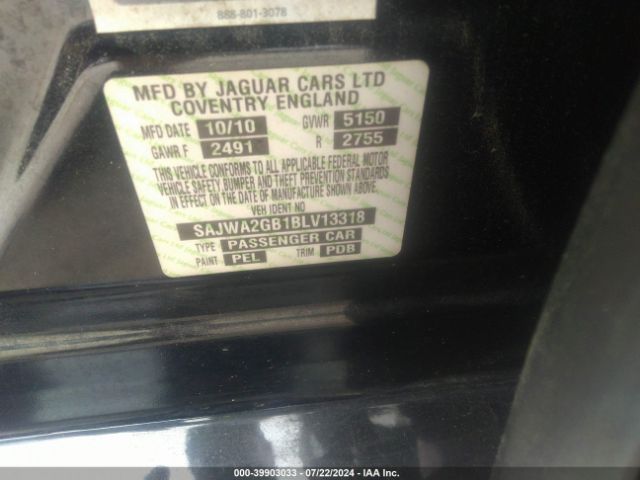 888-801-3078
MFD BY JAGUAR CARS LTD
COVENTRY ENGLAND
MFD DATE 10/10 GVWR 5150
GAWR F 2491 R 2755
THIS VEHICLE CONFORMS TO ALL APPLICABLE FEDERAL MOTOR
VEHICLE SAFETY, BUMPER AND THEFT PREVENTION STANDARDS
IN EFFECT ON THE DATE OF MANUFACTURE SHOWN ABOVE.
VEH IDENT NO
SAJWA2GB1BLV13318
TYPE PASSENGER CAR
PAINT PEL TRIM PDB
000-39903033 - 07/22/2024 - IAA Inc.